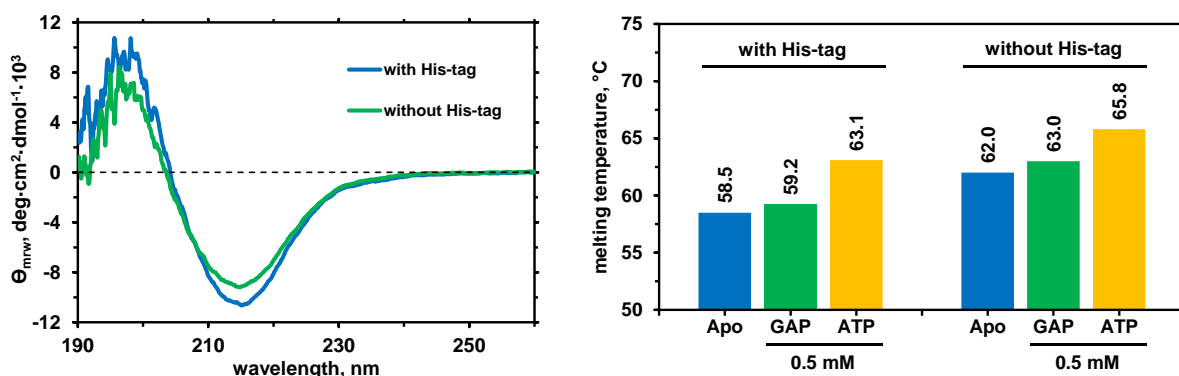 12
8
4
0
-4
-8
-12
190
210
230
250
wavelength, nm
Θmrw, deg·cm²·dmol⁻¹·10³
with His-tag
without His-tag
75
70
65
60
55
50
melting temperature, °C
with His-tag
without His-tag
58.5
59.2
63.1
62.0
63.0
65.8
Apo
GAP
ATP
Apo
GAP
ATP
0.5 mM
0.5 mM